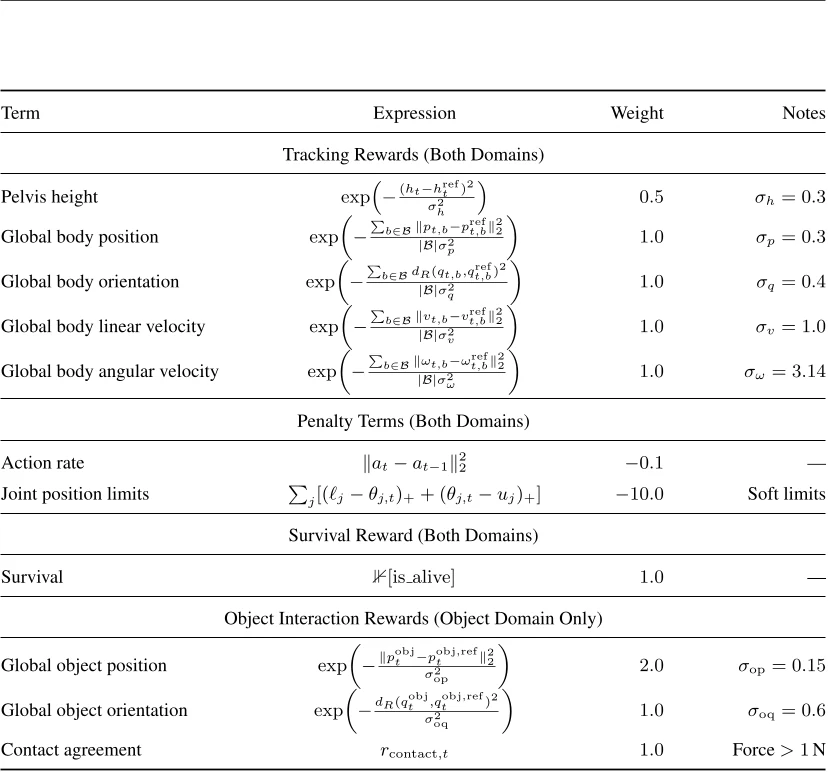 Term Expression Weight Notes
Tracking Rewards (Both Domains)
Pelvis height exp(−(h_t−h_t^ref)^2/σ_h^2) 0.5 σ_h = 0.3
Global body position exp(−∑_{b∈ℬ} ‖p_{t,b}−p_{t,b}^ref‖_2^2/|ℬ|σ_p^2) 1.0 σ_p = 0.3
Global body orientation exp(−∑_{b∈ℬ} d_R(q_{t,b},q_{t,b}^ref)^2/|ℬ|σ_q^2) 1.0 σ_q = 0.4
Global body linear velocity exp(−∑_{b∈ℬ} ‖v_{t,b}−v_{t,b}^ref‖_2^2/|ℬ|σ_v^2) 1.0 σ_v = 1.0
Global body angular velocity exp(−∑_{b∈ℬ} ‖ω_{t,b}−ω_{t,b}^ref‖_2^2/|ℬ|σ_ω^2) 1.0 σ_ω = 3.14
Penalty Terms (Both Domains)
Action rate ‖a_t − a_{t−1}‖_2^2 −0.1 —
Joint position limits ∑_j[(ℓ_j − θ_{j,t})_+ + (θ_{j,t} − u_j)_+] −10.0 Soft limits
Survival Reward (Both Domains)
Survival ⊮[is_alive] 1.0 —
Object Interaction Rewards (Object Domain Only)
Global object position exp(−‖p_t^obj−p_t^obj,ref‖_2^2/σ_op^2) 2.0 σ_op = 0.15
Global object orientation exp(−d_R(q_t^obj,q_t^obj,ref)^2/σ_oq^2) 1.0 σ_oq = 0.6
Contact agreement r_{contact,t} 1.0 Force > 1 N